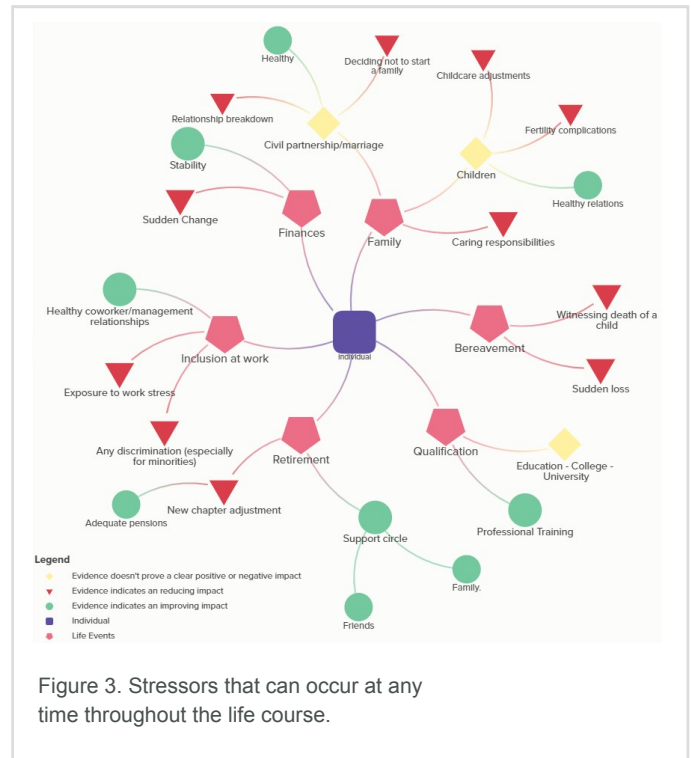 Healthy
Deciding not to start
a family
Childcare adjustments
Relationship breakdown
Civil partnership/marriage
Fertility complications
Stability
Children
Healthy relations
Sudden Change
Finances
Family
Caring responsibilities
Healthy coworker/management
relationships
Witnessing death of a
child
Inclusion at work
Individual
Bereavement
Exposure to work stress
Sudden loss
Any discrimination (especially
for minorities)
Retirement
Qualification
Education - College -
University
Adequate pensions
New chapter adjustment
Support circle
Professional Training
Family.
Friends
Legend
Evidence doesn't prove a clear positive or negative impact
Evidence indicates an reducing impact
Evidence indicates an improving impact
Individual
Life Events
Figure 3. Stressors that can occur at any
time throughout the life course.